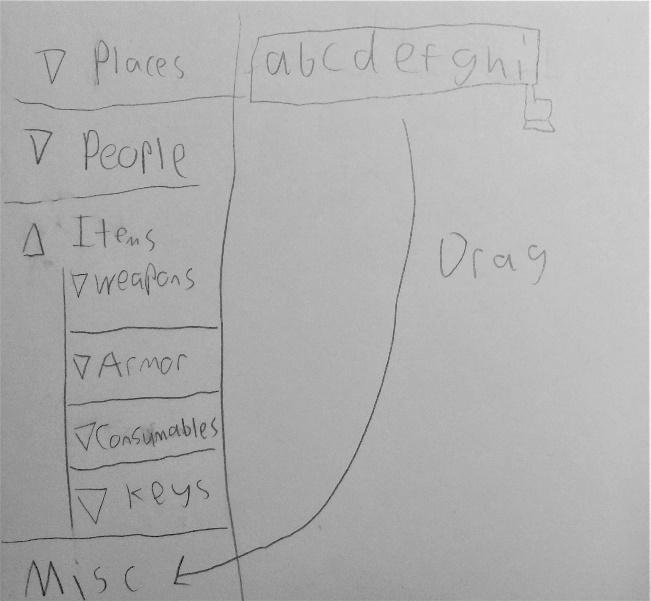 Places
abcdefghi
People
Items
Drag
Weapons
Armor
Consumables
Keys
Misc